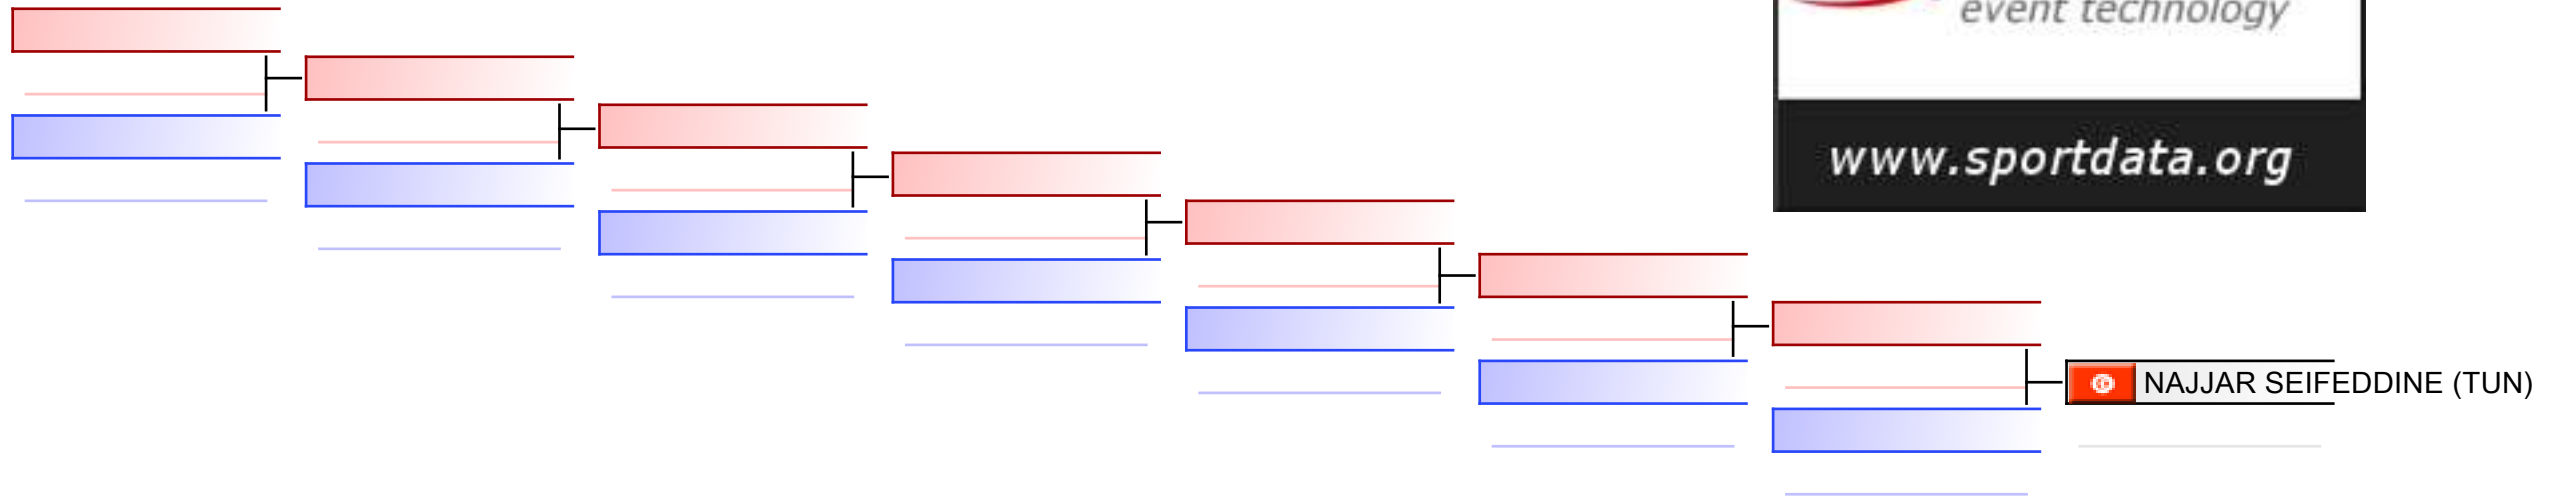 event technology
www.sportdata.org
NAJJAR SEIFEDDINE (TUN)